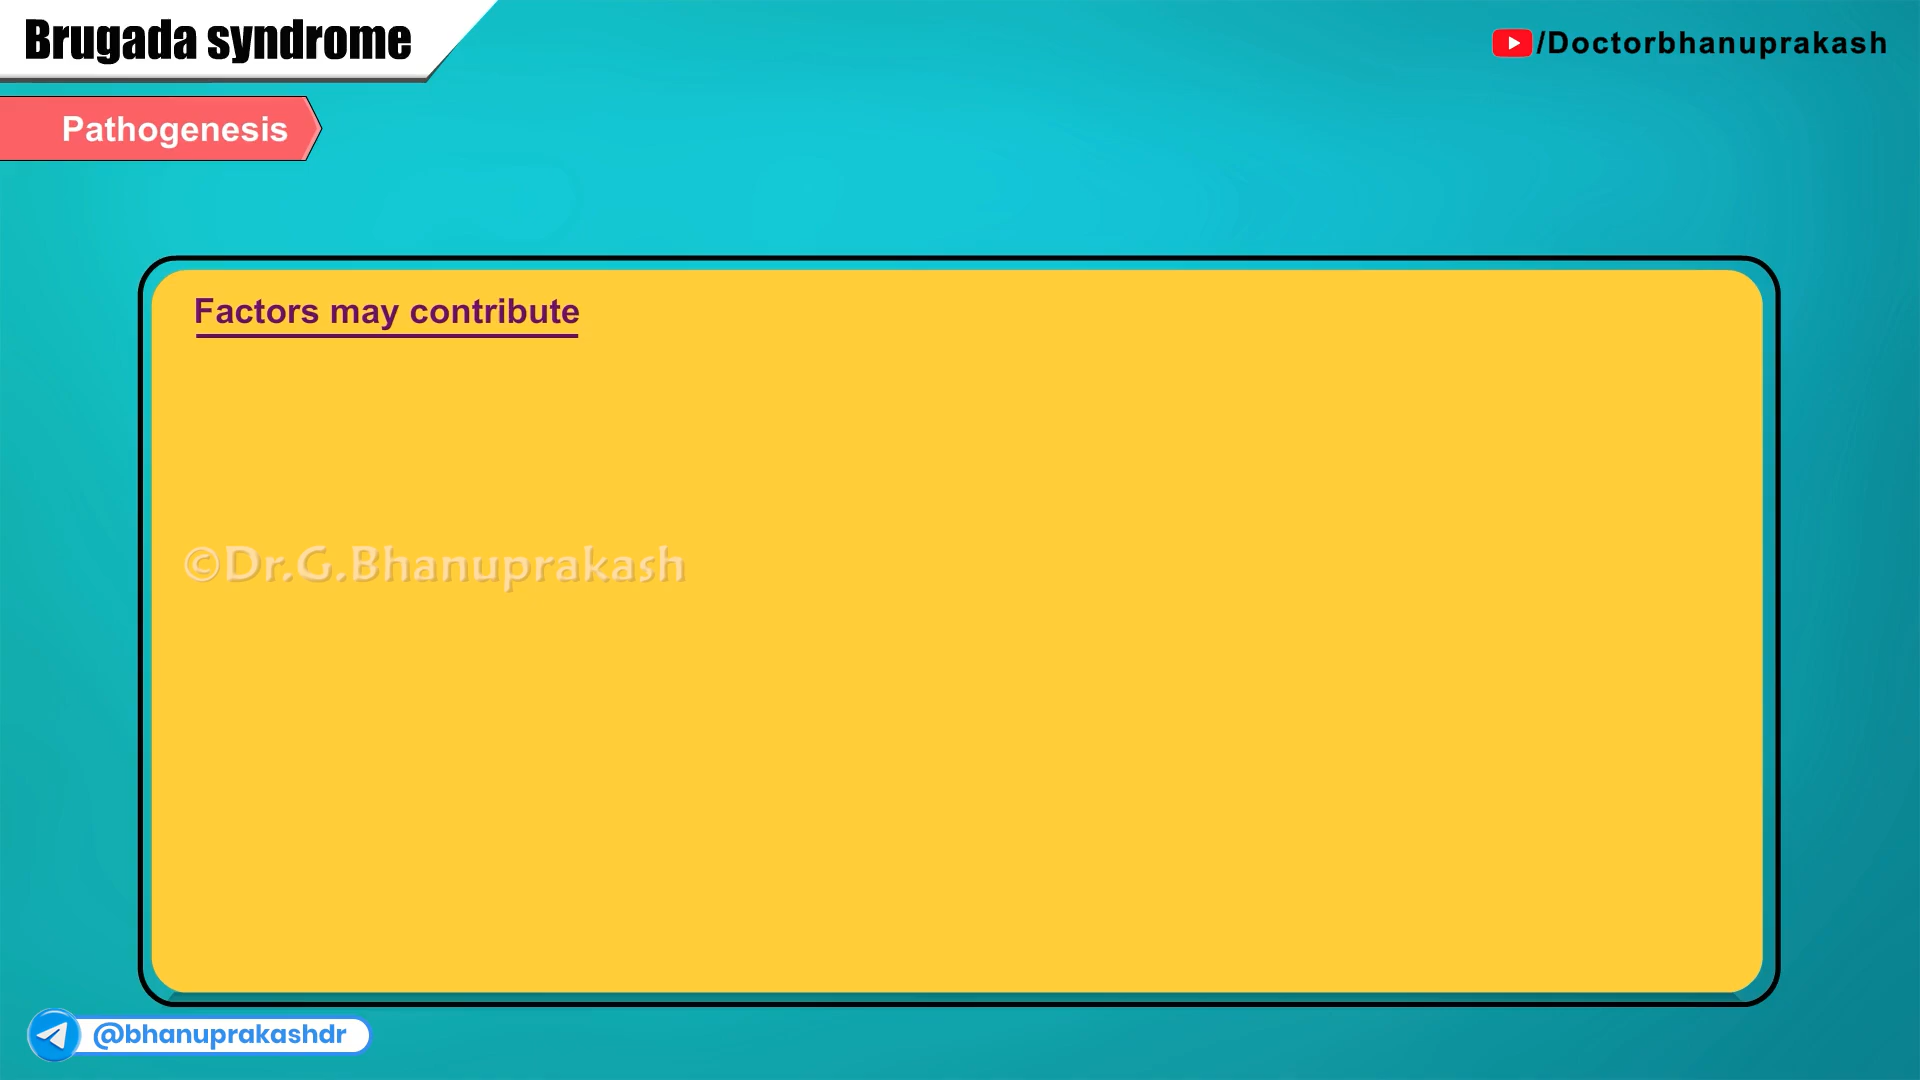 Brugada syndrome
/Doctorbhanuprakash
Pathogenesis
Factors may contribute
©Dr.G.Bhanuprakash
@bhanuprakashdr